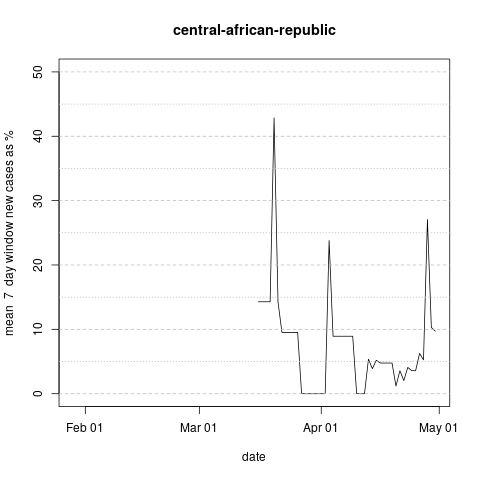 central-african-republic
mean  7  day window new cases as %
50
40
30
20
10
0
Feb 01
Mar 01
Apr 01
May 01
date